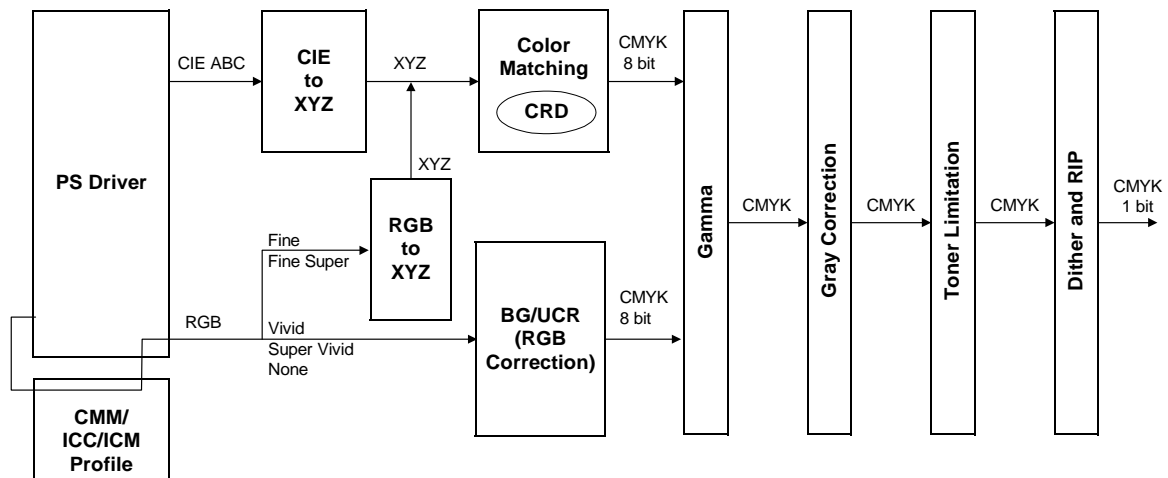 PS Driver
CIE ABC
CIE
to
XYZ
XYZ
Color
Matching
CRD
CMYK
8 bit
XYZ
RGB
to
XYZ
Fine
Fine Super
RGB
Vivid
Super Vivid
None
BG/UCR
(RGB
Correction)
CMYK
8 bit
CMM/
ICC/ICM
Profile
Gamma
CMYK
Gray Correction
CMYK
Toner Limitation
CMYK
Dither and RIP
CMYK
1 bit